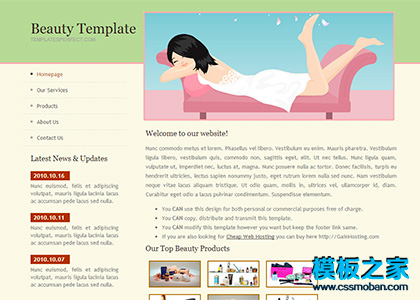 Beauty Template
TEMPLATESPERFECT.COM
Homepage
Our Services
Products
About Us
Contact Us
Latest News & Updates
2010.10.16
Nunc euismod, felis et adipiscing
volutpat, mauris ligula lacinia lacus
ac accumsan pede lacus sed nulla.
2010.10.11
Nunc euismod, felis et adipiscing
volutpat, mauris ligula lacinia lacus
ac accumsan pede lacus sed nulla.
2010.10.07
Nunc euismod, felis et adipiscing
volutpat, mauris ligula lacinia lacus
ac accumsan pede lacus sed nulla.
Welcome to our website!
Nunc commodo metus et lorem. Phasellus vel libero. Vestibulum eu enim. Mauris pharetra. Vestibulum
ligula libero, vestibulum quis, commodo non, sagittis eget, elit. Ut nec tellus. Nunc ligula quam,
vulputate ut, imperdiet nec, luctus at, magna. Nunc posuere nulla ac tortor. Donec facilisis, turpis
hendrerit ultricies, lectus sapien nonummy justo, eget rutrum lorem nulla sed nunc. Nam vestibulum
neque vitae lacus aliquam tristique. Ut odio quam, mollis in, ultrices vel, ullamcorper id, diam.
Curabitur eget odio a lacus pulvinar condimentum. Suspendisse elementum.
You CAN use this design for both personal or commercial purposes free of charge.
You CAN copy, distribute and transmit this template.
You CAN modify this template however you want but keep the footer link same.
If you are also looking for Cheap Web Hosting you can buy here http://GateHosting.com
Our Top Beauty Products
模板之家
www.cssmoban.com